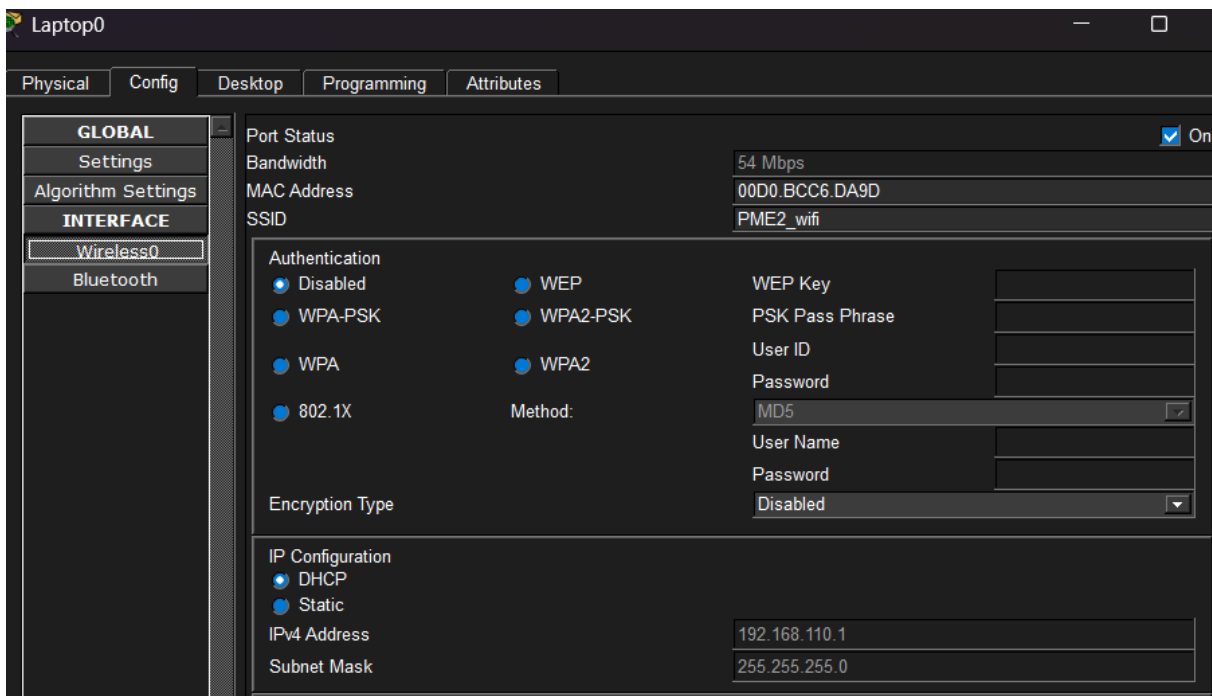 Laptop0
Physical Config Desktop Programming Attributes
GLOBAL
Settings
Algorithm Settings
INTERFACE
Wireless0
Bluetooth
Port Status On
Bandwidth 54 Mbps
MAC Address 00D0.BCC6.DA9D
SSID PME2_wifi
Authentication
Disabled WEP WEP Key
WPA-PSK WPA2-PSK PSK Pass Phrase
User ID
WPA WPA2
Password
802.1X Method: MD5
User Name
Password
Encryption Type Disabled
IP Configuration
DHCP
Static
IPv4 Address 192.168.110.1
Subnet Mask 255.255.255.0